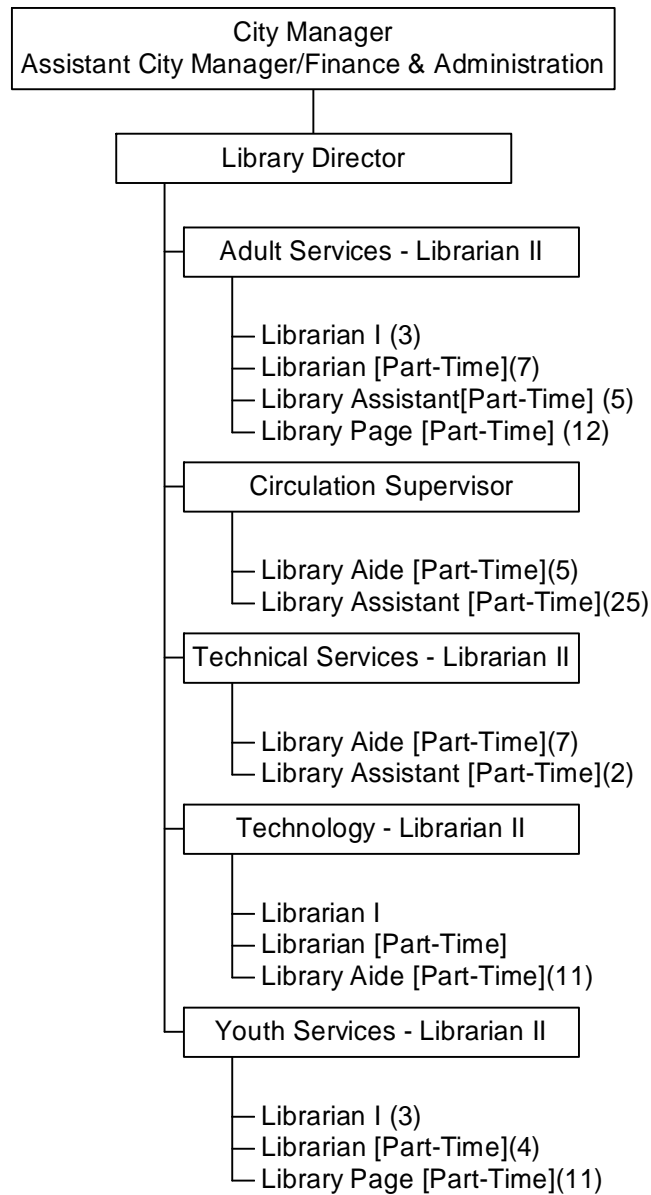 City Manager
Assistant City Manager/Finance & Administration
Library Director
Adult Services - Librarian II
Librarian I (3)
Librarian [Part-Time](7)
Library Assistant[Part-Time] (5)
Library Page [Part-Time] (12)
Circulation Supervisor
Library Aide [Part-Time](5)
Library Assistant [Part-Time](25)
Technical Services - Librarian II
Library Aide [Part-Time](7)
Library Assistant [Part-Time](2)
Technology - Librarian II
Librarian I
Librarian [Part-Time]
Library Aide [Part-Time](11)
Youth Services - Librarian II
Librarian I (3)
Librarian [Part-Time](4)
Library Page [Part-Time](11)